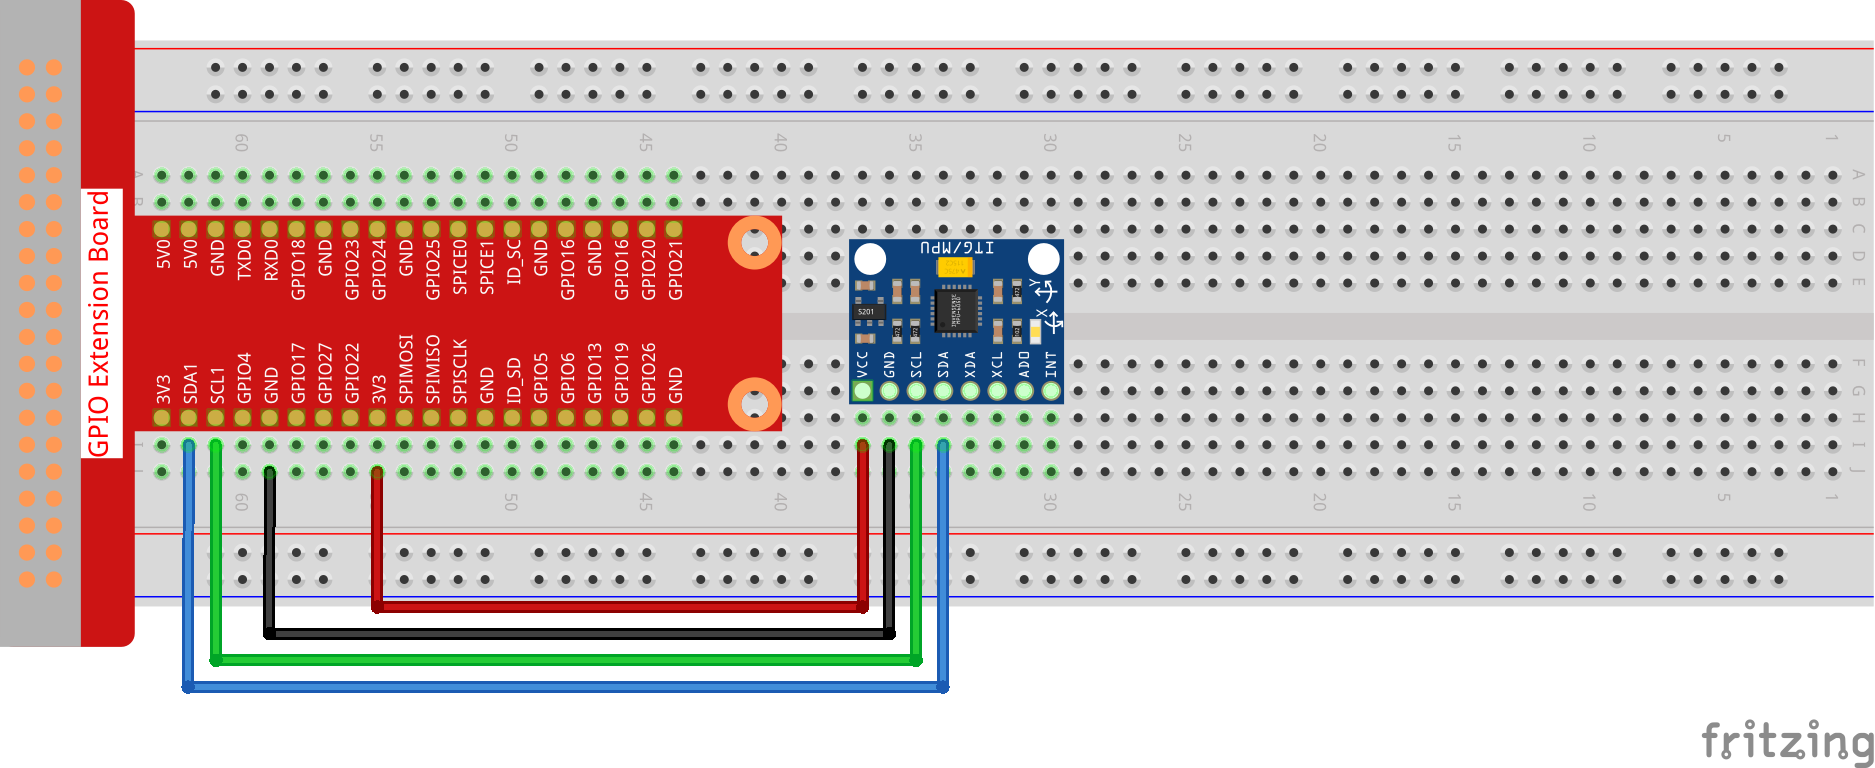 60 55 50 45 40 35 30 25 20 15 10 5 1
A A
B B
C
D
E
F
G
H
I I
J J
GPIO Extension Board
5V0 5V0 GND TXD0 RXD0 GPIO18 GND GPIO23 GPIO24 GND GPIO25 SPICE0 SPICE1 ID_SC GND GPIO16 GND GPIO16 GPIO20 GPIO21
3V3 SDA1 SCL1 GPIO4 GND GPIO17 GPIO27 GPIO22 3V3 SPIMOSI SPIMISO SPISCLK GND ID_SD GPIO5 GPIO6 GPIO13 GPIO19 GPIO26 GND
ITG/MPU
5201
Y
X
VCC GND SCL SDA XDA XCL AD0 INT
60 50 45 40 30 25 20 15 10 5 1
fritzing